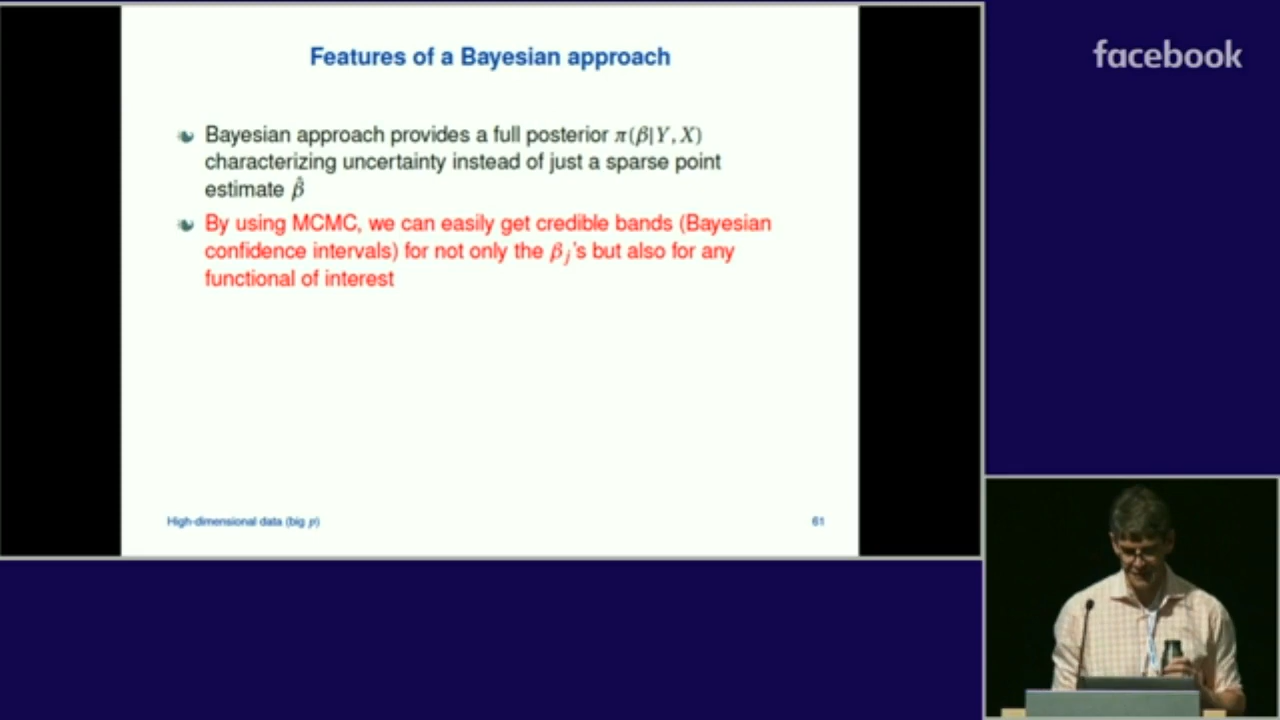 Features of a Bayesian approach
Bayesian approach provides a full posterior π(β|Y, X)
characterizing uncertainty instead of just a sparse point
estimate β̂
By using MCMC, we can easily get credible bands (Bayesian
confidence intervals) for not only the βⱼ's but also for any
functional of interest
High-dimensional data (big p)
61
facebook